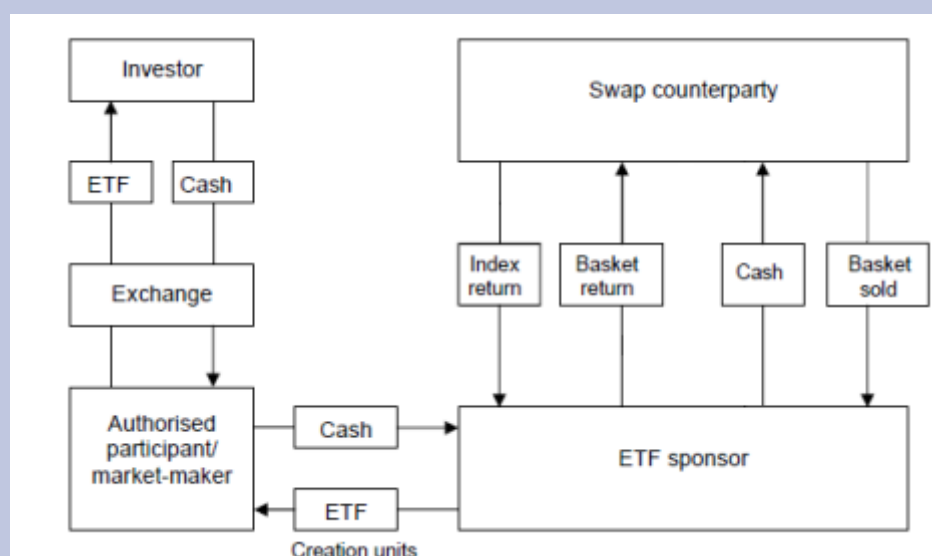 Investor
Swap counterparty
ETF
Cash
Index
return
Basket
return
Cash
Basket
sold
Exchange
Authorised
participant/
market-maker
Cash
ETF sponsor
ETF
Creation units